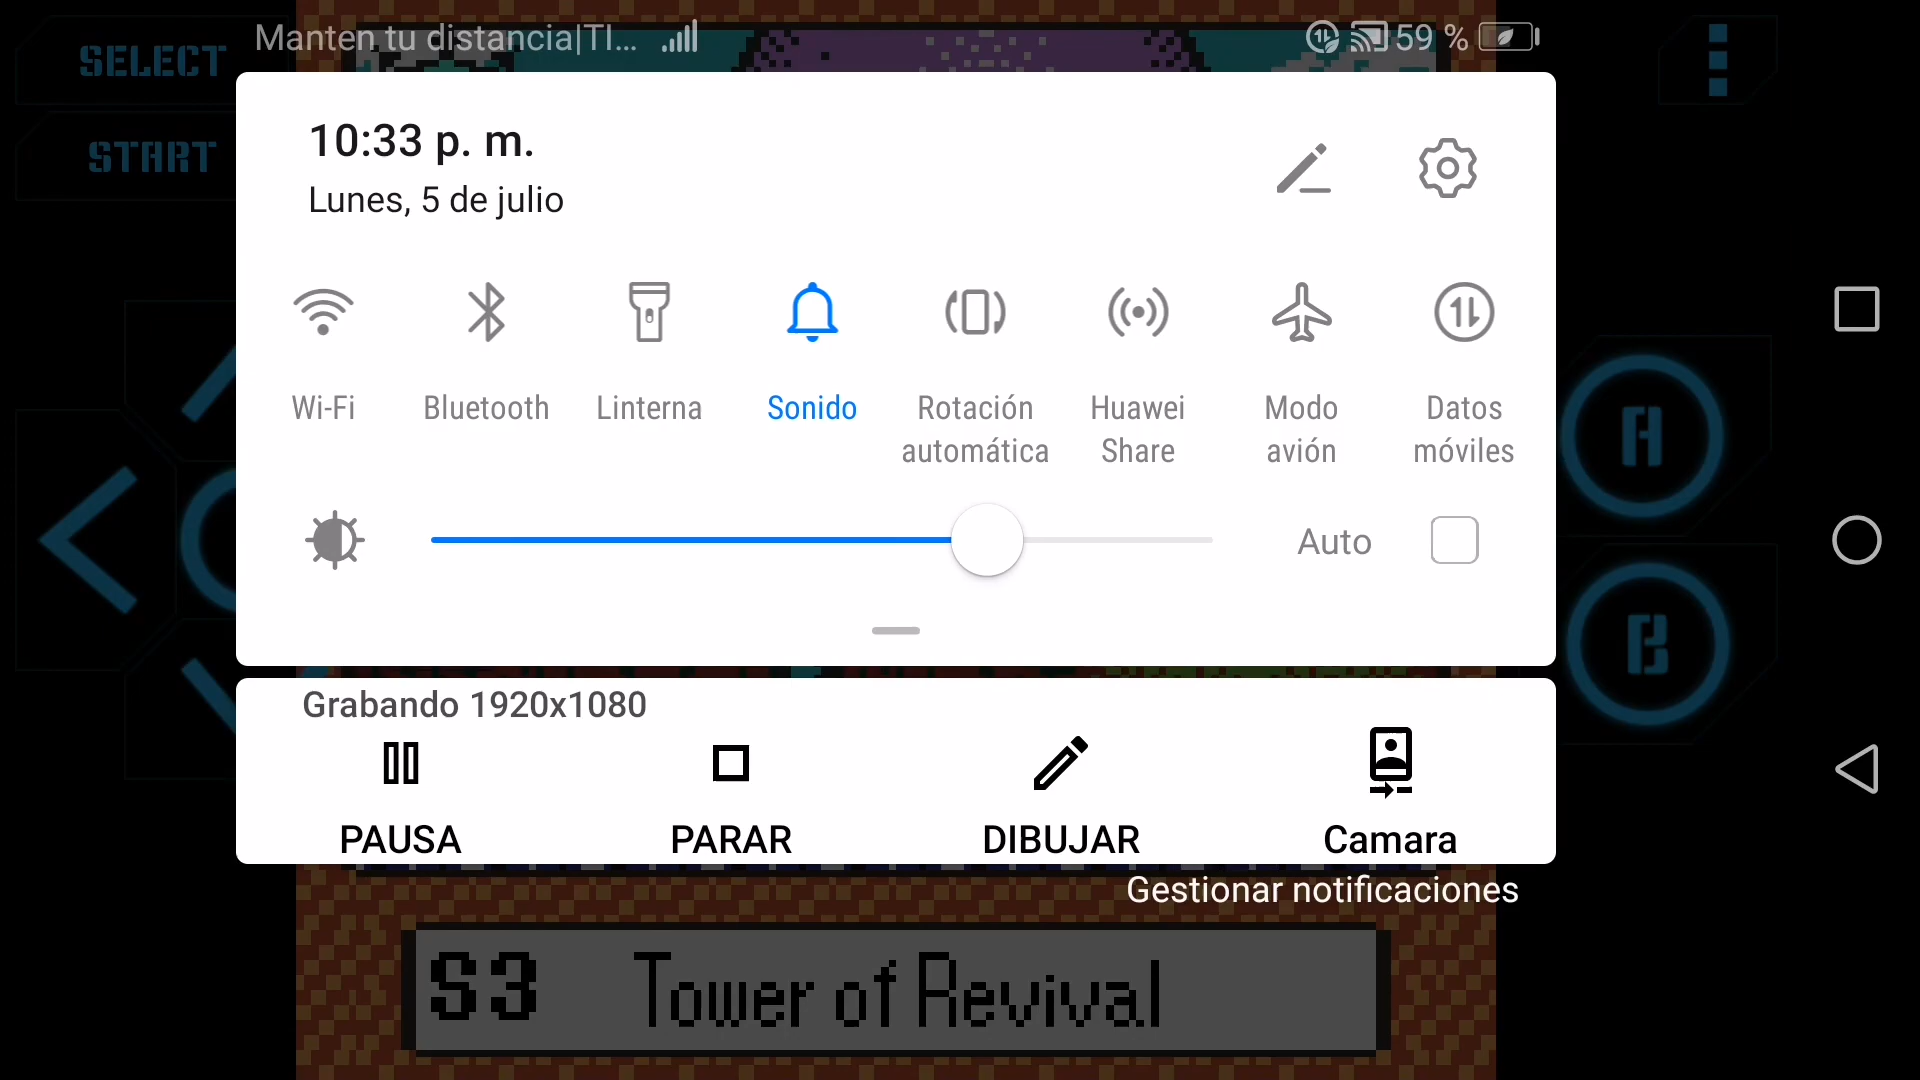 Manten tu distancia|TI...
59 %
SELECT
START
10:33 p. m.
Lunes, 5 de julio
Wi-Fi
Bluetooth
Linterna
Sonido
Rotación
automática
Huawei
Share
Modo
avión
Datos
móviles
Auto
A
B
Grabando 1920x1080
PAUSA
PARAR
DIBUJAR
Camara
Gestionar notificaciones
S3 Tower of Revival